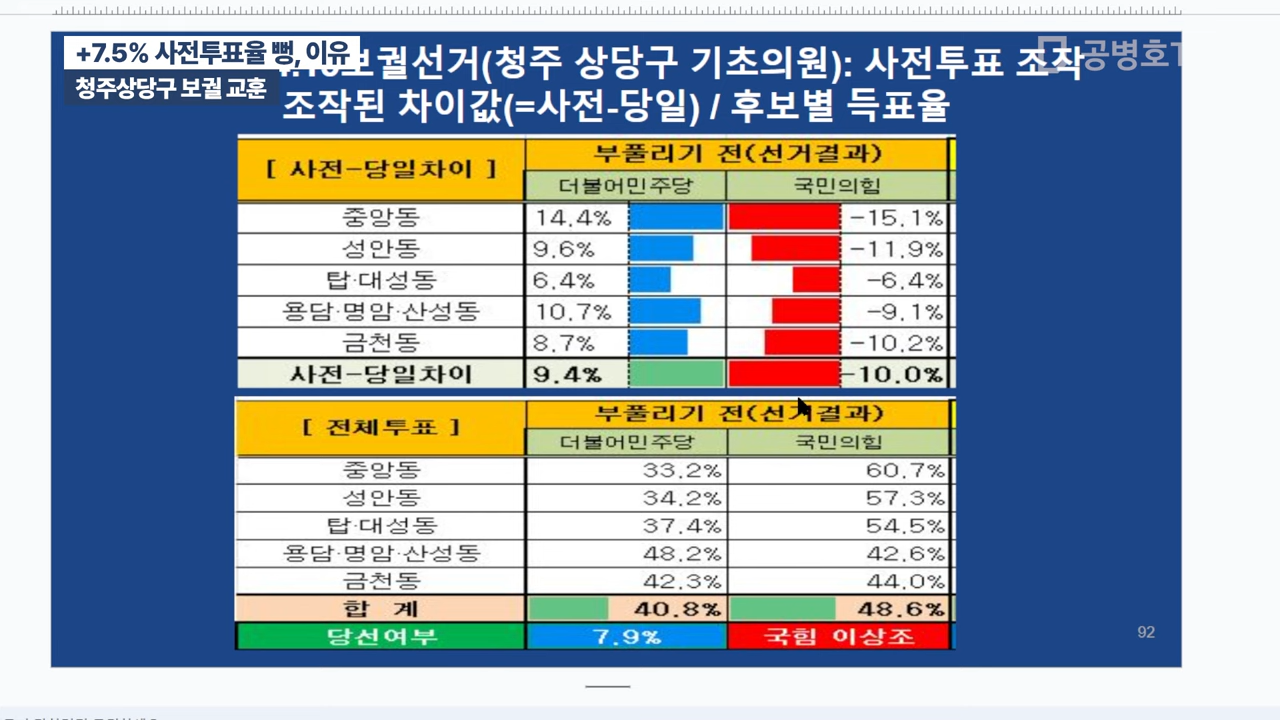 +7.5% 사전투표율 뻥, 이유
청주상당구 보궐 교훈
보궐선거(청주 상당구 기초의원): 사전투표 조작
공병호T
조작된 차이값(=사전-당일) / 후보별 득표율
[ 사전-당일차이 ] 부풀리기 전(선거결과)
더불어민주당 국민의힘
중앙동 14.4% -15.1%
성안동 9.6% -11.9%
탑·대성동 6.4% -6.4%
용담·명암·산성동 10.7% -9.1%
금천동 8.7% -10.2%
사전-당일차이 9.4% -10.0%
[ 전체투표 ] 부풀리기 전(선거결과)
더불어민주당 국민의힘
중앙동 33.2% 60.7%
성안동 34.2% 57.3%
탑·대성동 37.4% 54.5%
용담·명암·산성동 48.2% 42.6%
금천동 42.3% 44.0%
합 계 40.8% 48.6%
당선여부 7.9% 국힘 이상조
92